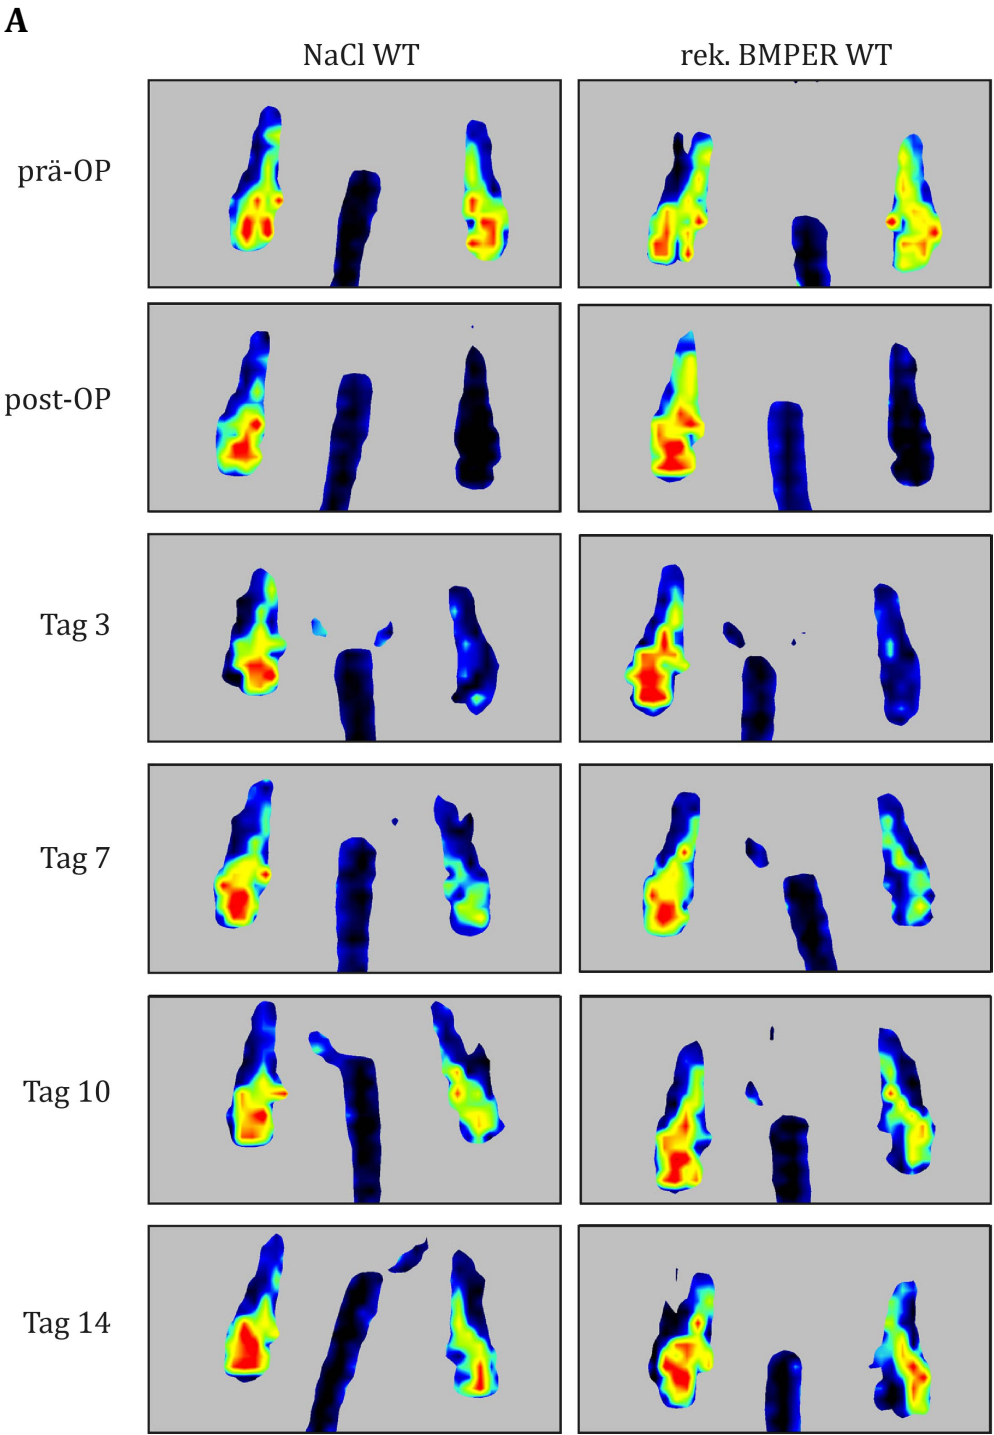 A
NaCl WT
rek. BMPER WT
prä-OP
post-OP
Tag 3
Tag 7
Tag 10
Tag 14